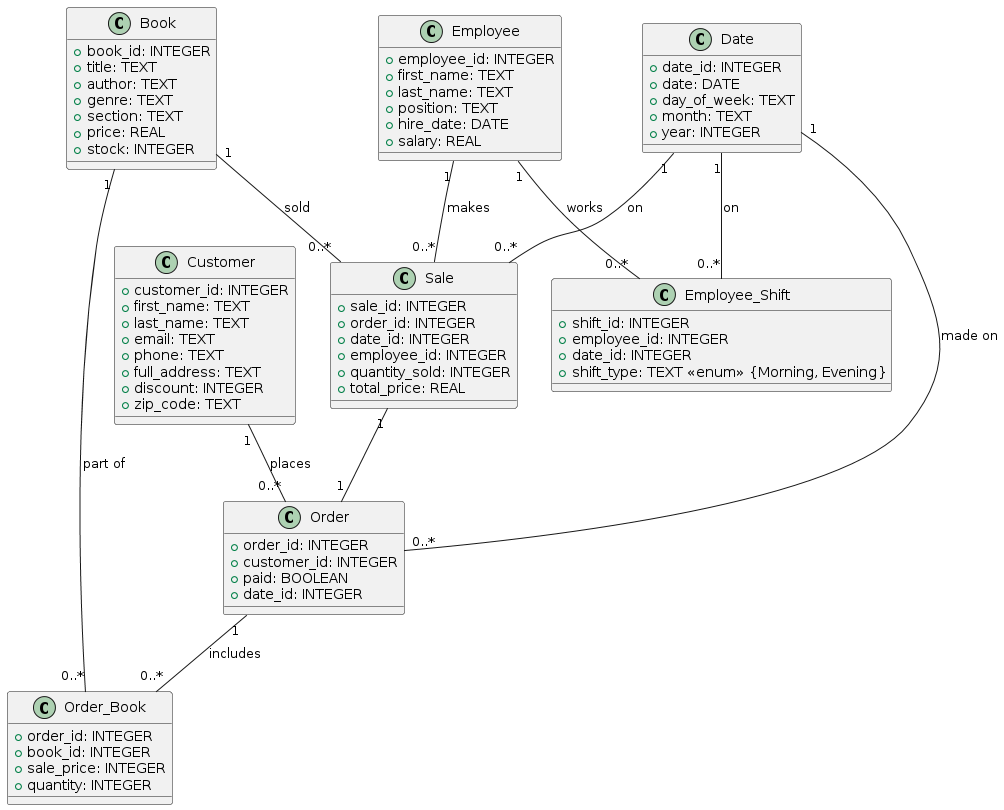 Book
book_id: INTEGER
title: TEXT
author: TEXT
genre: TEXT
section: TEXT
price: REAL
stock: INTEGER
Employee
employee_id: INTEGER
first_name: TEXT
last_name: TEXT
position: TEXT
hire_date: DATE
salary: REAL
Date
date_id: INTEGER
date: DATE
day_of_week: TEXT
month: TEXT
year: INTEGER
1
1
1
1
1
1
1
sold
makes
works
on
on
made on
0..*
0..*
0..*
0..*
0..*
Customer
customer_id: INTEGER
first_name: TEXT
last_name: TEXT
email: TEXT
phone: TEXT
full_address: TEXT
discount: INTEGER
zip_code: TEXT
Sale
sale_id: INTEGER
order_id: INTEGER
date_id: INTEGER
employee_id: INTEGER
quantity_sold: INTEGER
total_price: REAL
Employee_Shift
shift_id: INTEGER
employee_id: INTEGER
date_id: INTEGER
shift_type: TEXT «enum» {Morning, Evening}
1
1
part of
places
0..*
1
0..*
Order
order_id: INTEGER
customer_id: INTEGER
paid: BOOLEAN
date_id: INTEGER
1
includes
0..*
0..*
Order_Book
order_id: INTEGER
book_id: INTEGER
sale_price: INTEGER
quantity: INTEGER